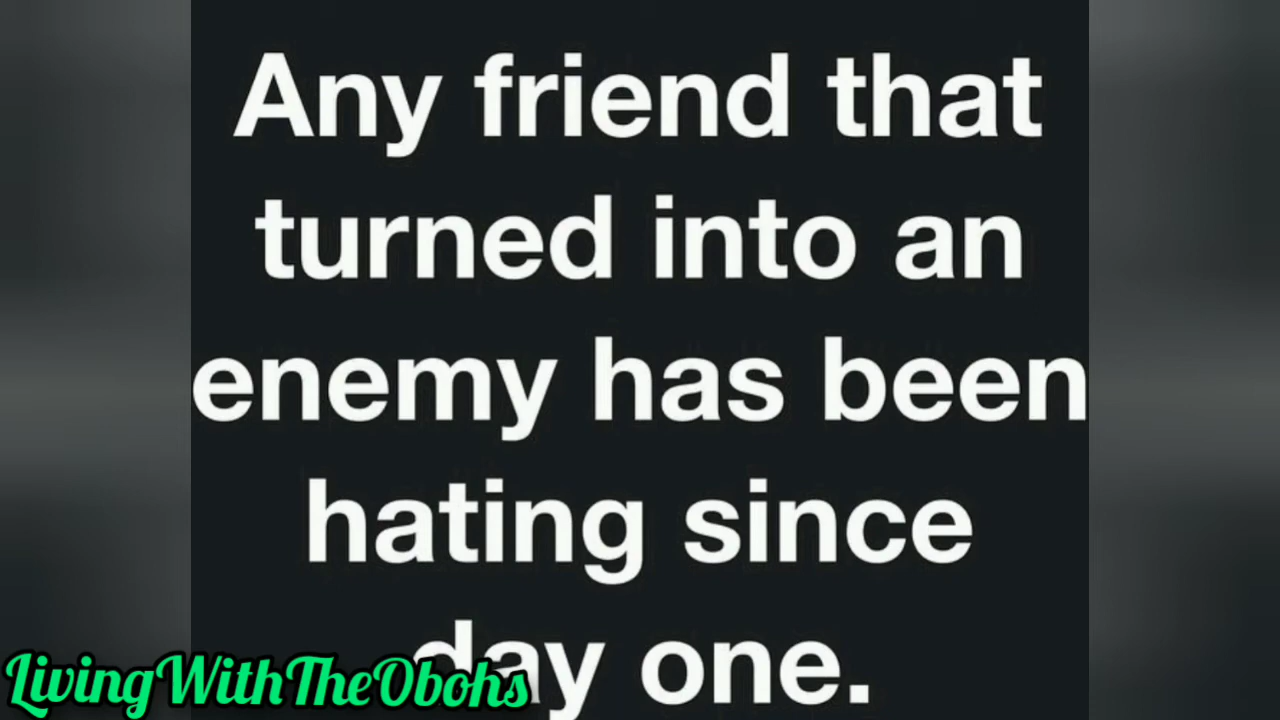 Any friend that
turned into an
enemy has been
hating since
day one.
LivingWithTheObohs